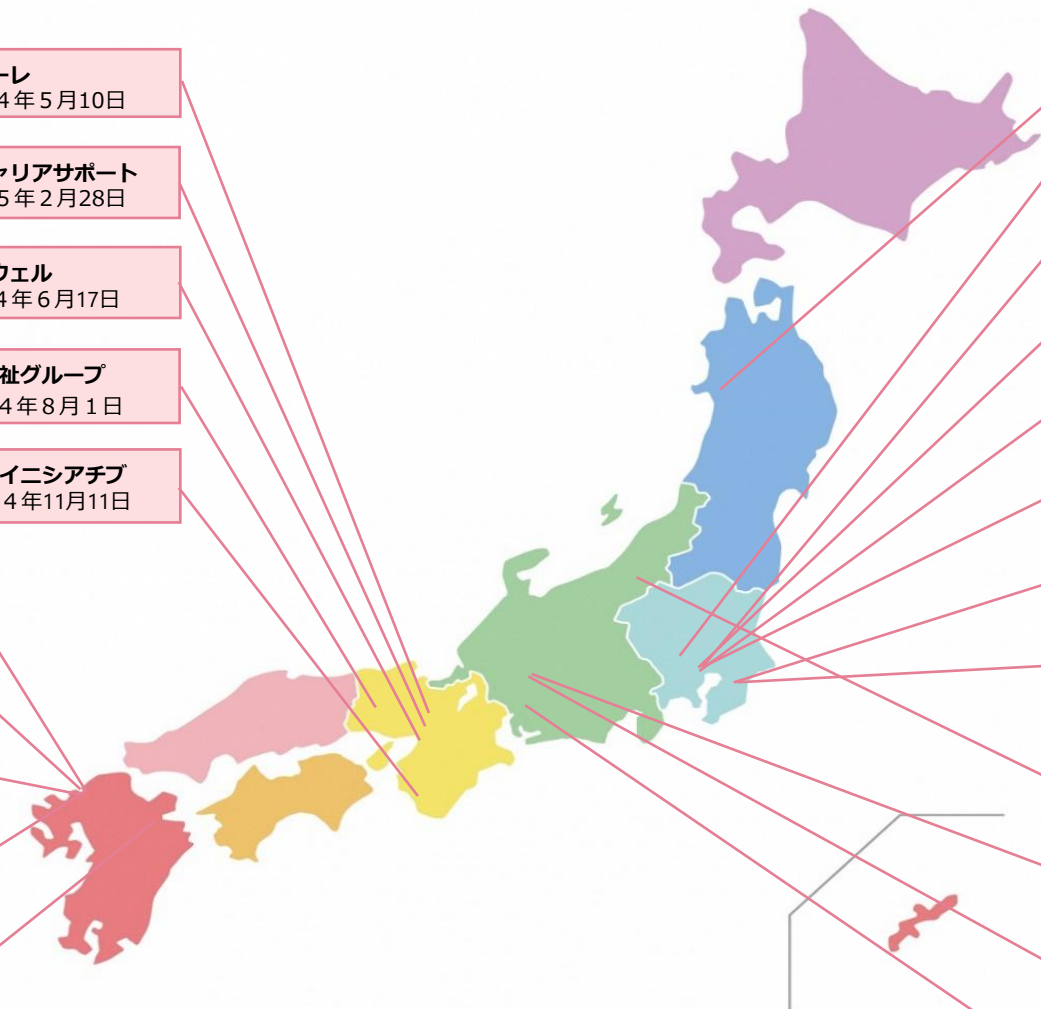 ーレ
4年５月10日
ャリアサポート
5年２月28日
ウェル
4年６月17日
祉グループ
4年８月１日
イニシアチブ
４年11月11日